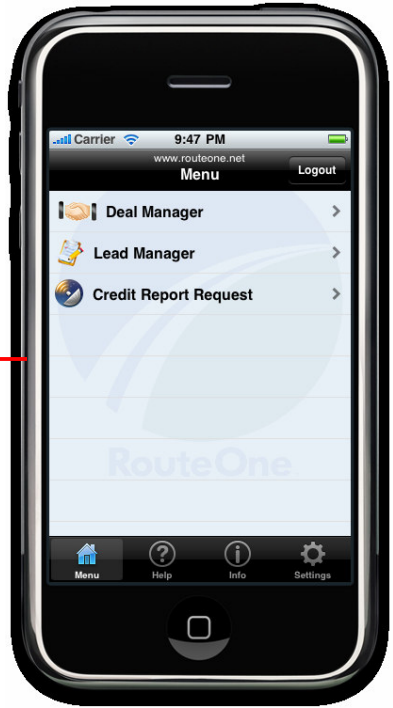 Carrier 9:47 PM
www.routeone.net
Menu Logout
Deal Manager
Lead Manager
Credit Report Request
RouteOne
Menu Help Info Settings